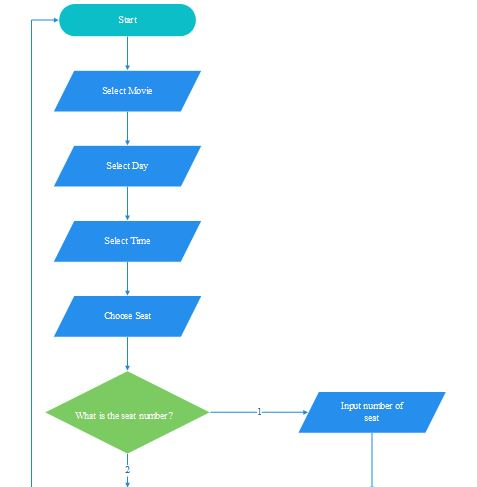 Start
Select Movie
Select Day
Select Time
Choose Seat
What is the seat number?
1
Input number of
seat
2